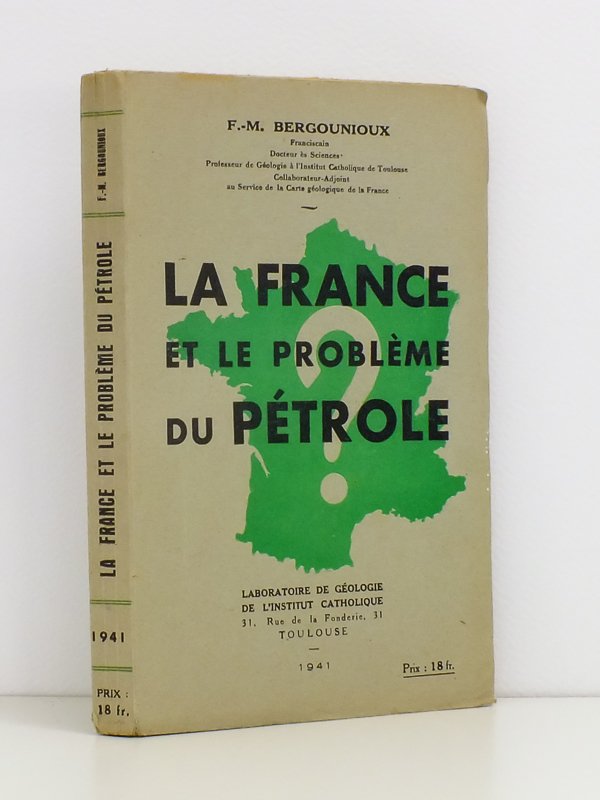 F.-M. BERGOUNIOUX
Franciscain
Docteur ès Sciences
Professeur de Géologie à l'Institut Catholique de Toulouse
Collaborateur-Adjoint
au Service de la Carte géologique de la France
LA FRANCE
ET LE PROBLÈME
DU PÉTROLE
?
LABORATOIRE DE GÉOLOGIE
DE L'INSTITUT CATHOLIQUE
31, Rue de la Fonderie, 31
TOULOUSE
1941
Prix : 18 fr.
F.-M. BERGOUNIOUX
LA FRANCE ET LE PROBLÈME DU PÉTROLE
1941
PRIX :
18 fr.